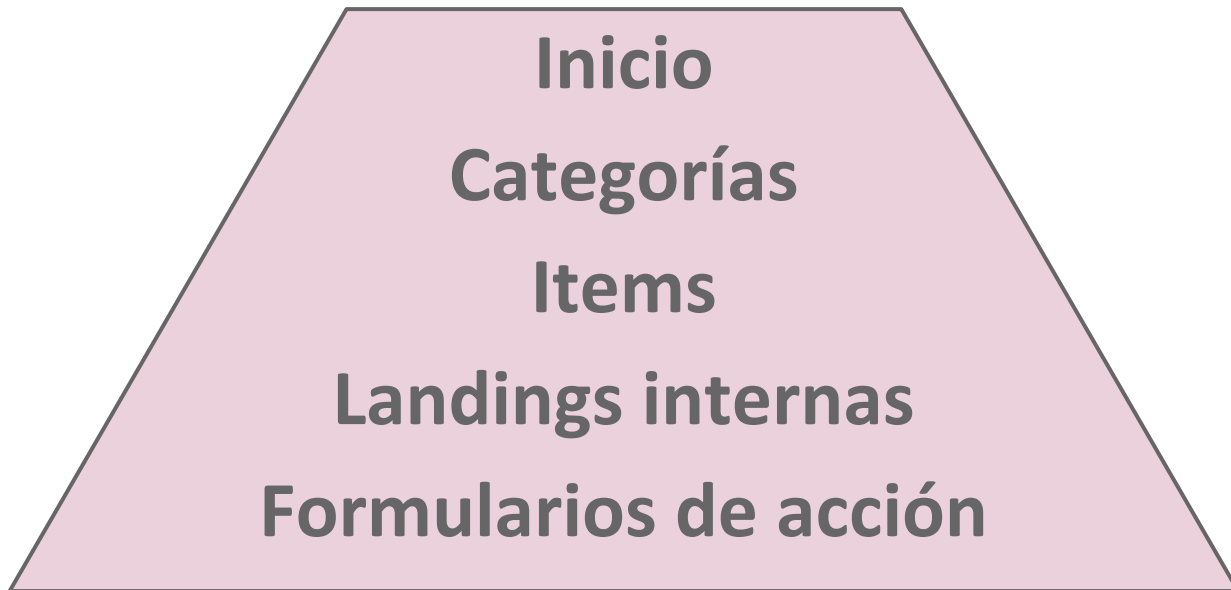 Inicio
Categorías
Items
Landings internas
Formularios de acción